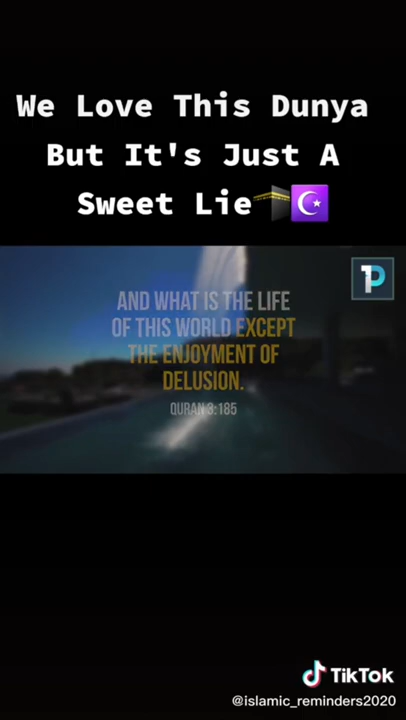 We Love This Dunya
But It's Just A
Sweet Lie🕋☪️
1P
AND WHAT IS THE LIFE
OF THIS WORLD EXCEPT
THE ENJOYMENT OF
DELUSION.
QURAN 3:185
TikTok
@islamic_reminders2020